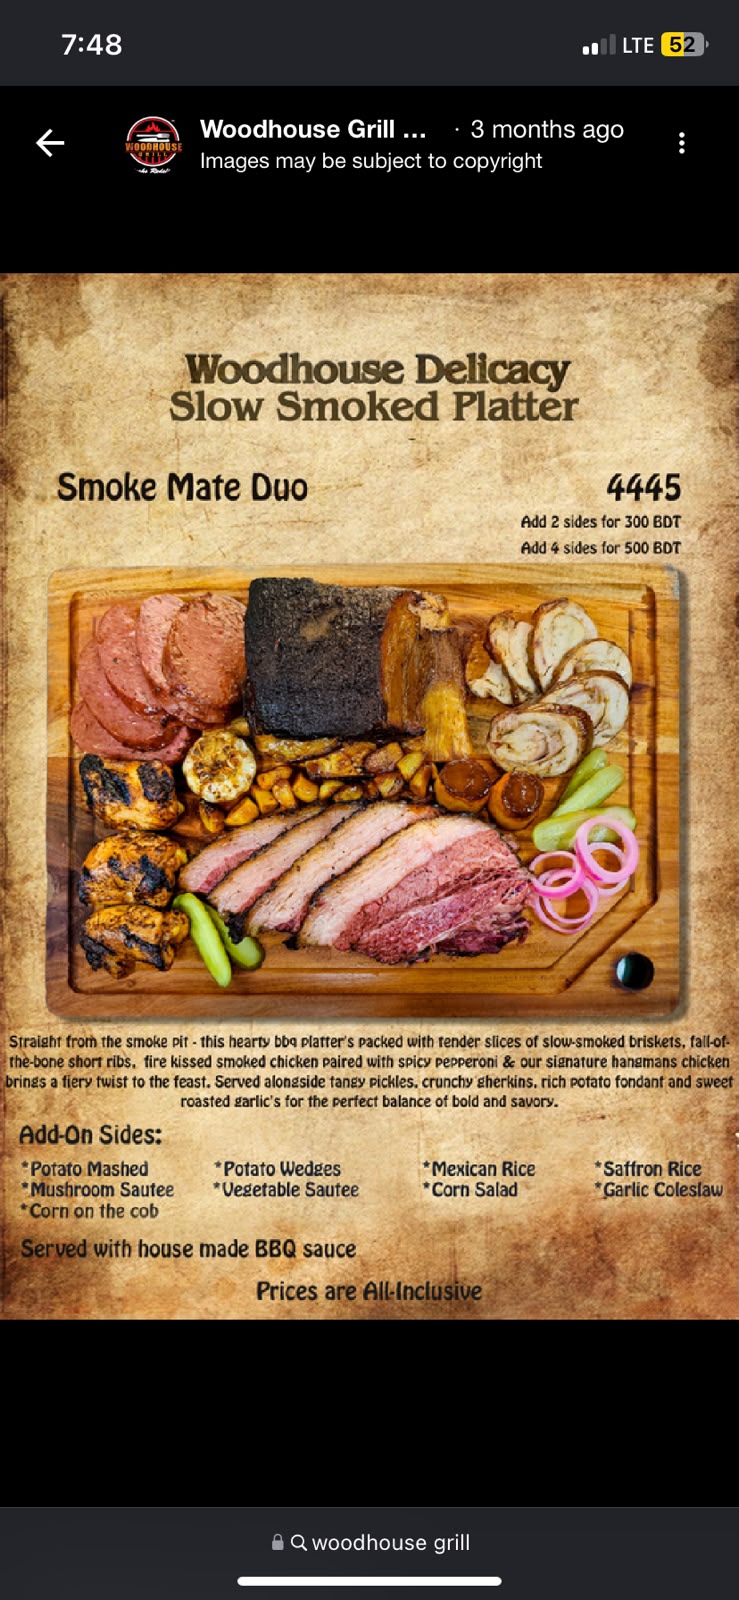 7:48
LTE 52
Woodhouse Grill ... · 3 months ago
Images may be subject to copyright
WOODHOUSE
GRILL
Woodhouse Delicacy
Slow Smoked Platter
Smoke Mate Duo 4445
Add 2 sides for 300 BDT
Add 4 sides for 500 BDT
Straight from the smoke pit - this hearty bbq platter's packed with tender slices of slow-smoked briskets, fall-of-
the-bone short ribs, fire kissed smoked chicken paired with spicy pepperoni & our signature hangmans chicken
brings a fiery twist to the feast. Served alongside tangy pickles, crunchy gherkins, rich potato fondant and sweet
roasted garlic's for the perfect balance of bold and savory.
Add-On Sides:
*Potato Mashed *Potato Wedges *Mexican Rice *Saffron Rice
*Mushroom Sautee *Vegetable Sautee *Corn Salad *Garlic Coleslaw
*Corn on the cob
Served with house made BBQ sauce
Prices are All-Inclusive
woodhouse grill